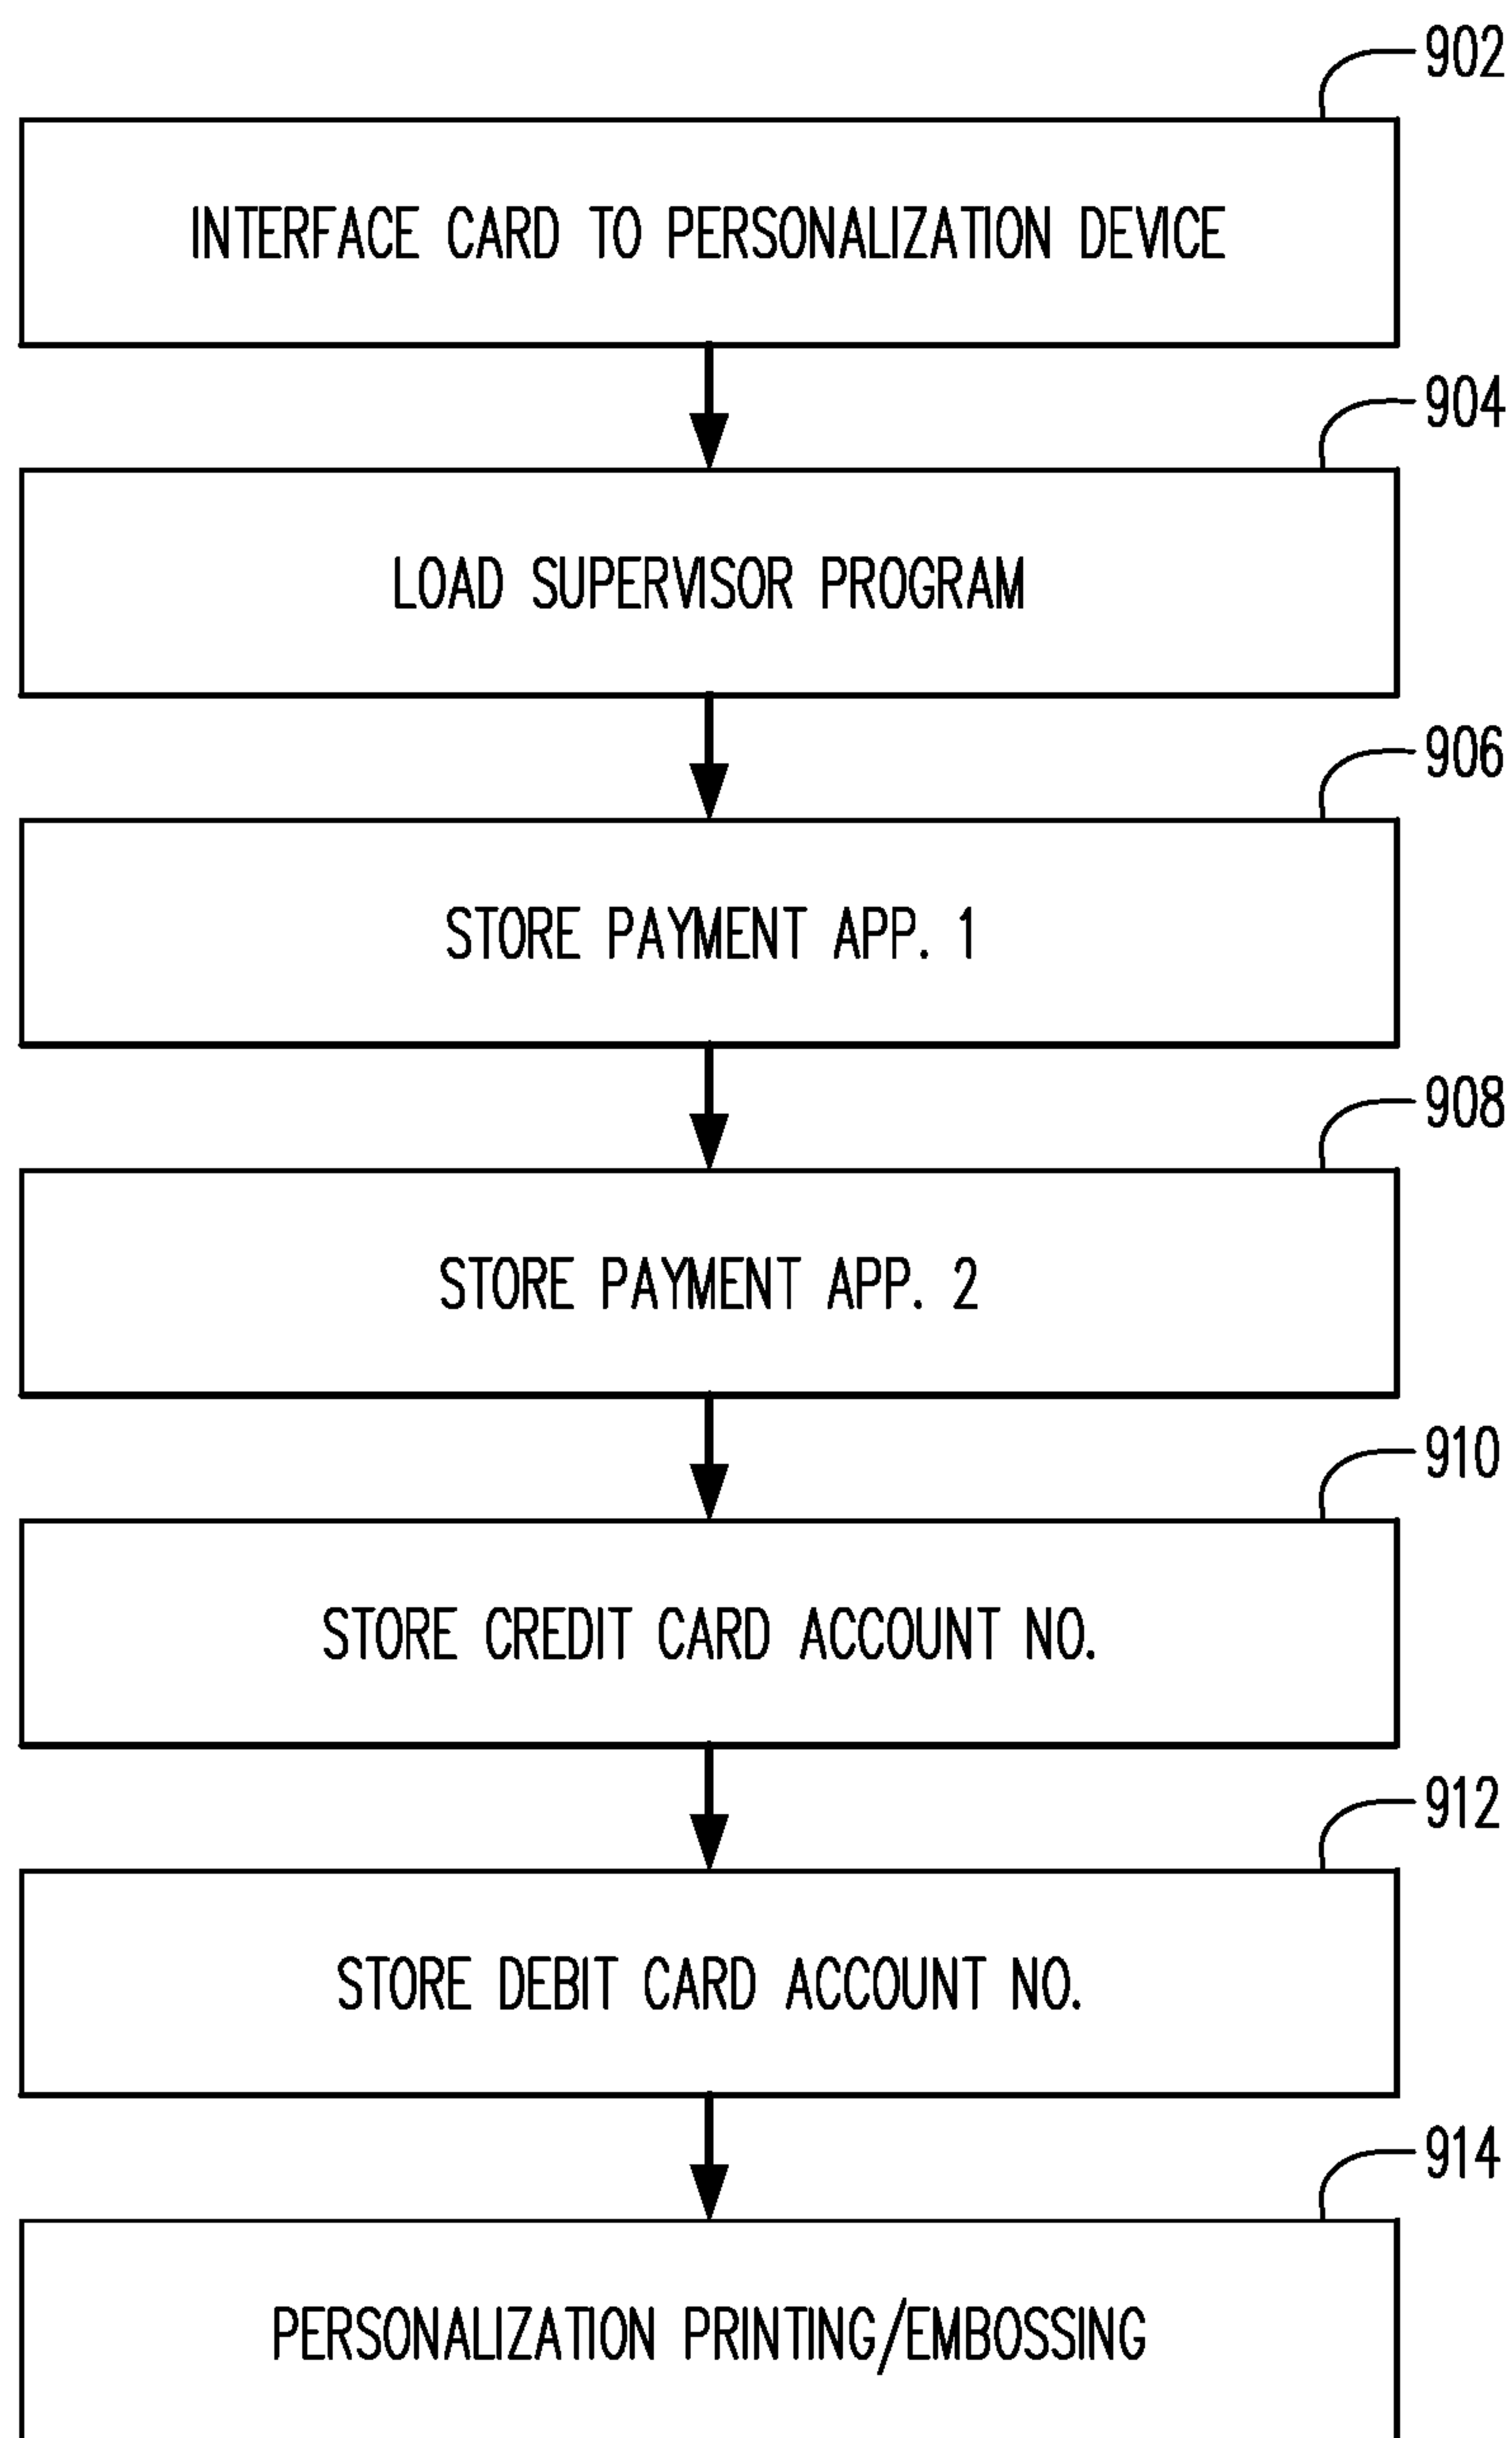 902
INTERFACE CARD TO PERSONALIZATION DEVICE
904
LOAD SUPERVISOR PROGRAM
906
STORE PAYMENT APP. 1
908
STORE PAYMENT APP. 2
910
STORE CREDIT CARD ACCOUNT NO.
912
STORE DEBIT CARD ACCOUNT NO.
914
PERSONALIZATION PRINTING/EMBOSSING